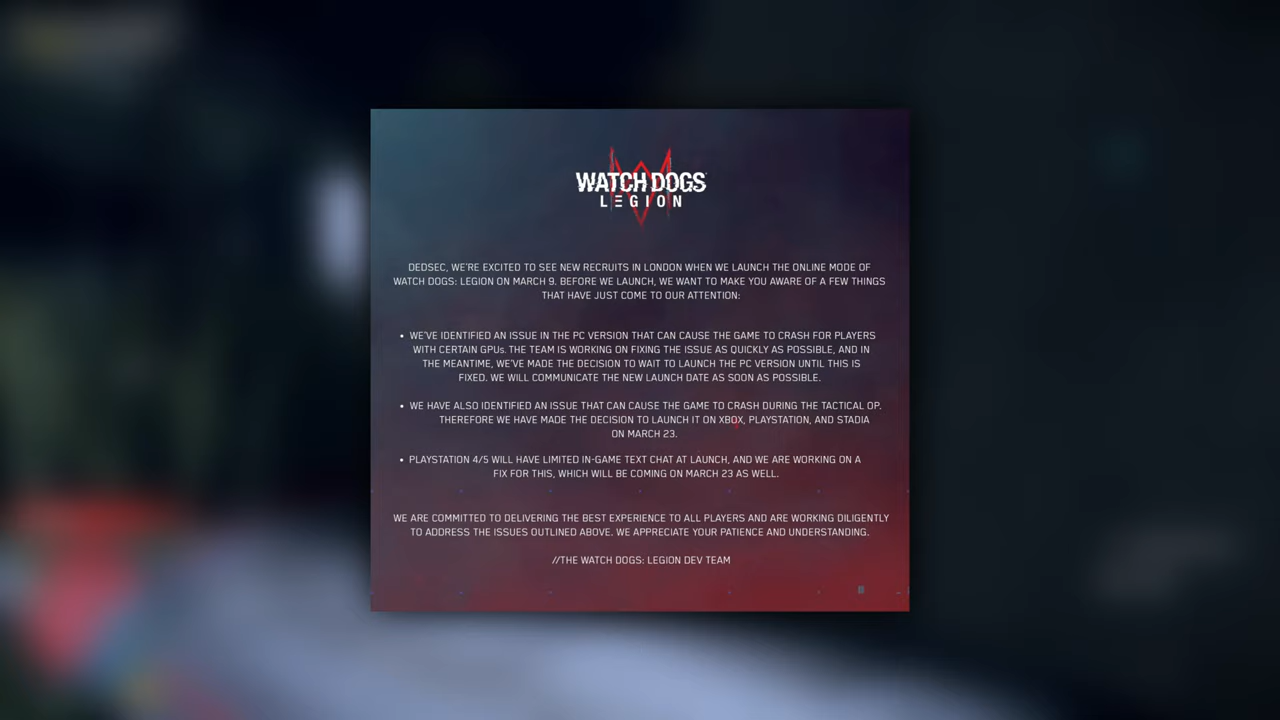 WATCH DOGS
LEGION
DEDSEC, WE'RE EXCITED TO SEE NEW RECRUITS IN LONDON WHEN WE LAUNCH THE ONLINE MODE OF
WATCH DOGS: LEGION ON MARCH 9. BEFORE WE LAUNCH, WE WANT TO MAKE YOU AWARE OF A FEW THINGS
THAT HAVE JUST COME TO OUR ATTENTION:
• WE'VE IDENTIFIED AN ISSUE IN THE PC VERSION THAT CAN CAUSE THE GAME TO CRASH FOR PLAYERS
WITH CERTAIN GPUs. THE TEAM IS WORKING ON FIXING THE ISSUE AS QUICKLY AS POSSIBLE, AND IN
THE MEANTIME, WE'VE MADE THE DECISION TO WAIT TO LAUNCH THE PC VERSION UNTIL THIS IS
FIXED. WE WILL COMMUNICATE THE NEW LAUNCH DATE AS SOON AS POSSIBLE.
• WE HAVE ALSO IDENTIFIED AN ISSUE THAT CAN CAUSE THE GAME TO CRASH DURING THE TACTICAL OP.
THEREFORE WE HAVE MADE THE DECISION TO LAUNCH IT ON XBOX, PLAYSTATION, AND STADIA
ON MARCH 23.
• PLAYSTATION 4/5 WILL HAVE LIMITED IN-GAME TEXT CHAT AT LAUNCH, AND WE ARE WORKING ON A
FIX FOR THIS, WHICH WILL BE COMING ON MARCH 23 AS WELL.
WE ARE COMMITTED TO DELIVERING THE BEST EXPERIENCE TO ALL PLAYERS AND ARE WORKING DILIGENTLY
TO ADDRESS THE ISSUES OUTLINED ABOVE. WE APPRECIATE YOUR PATIENCE AND UNDERSTANDING.
//THE WATCH DOGS: LEGION DEV TEAM